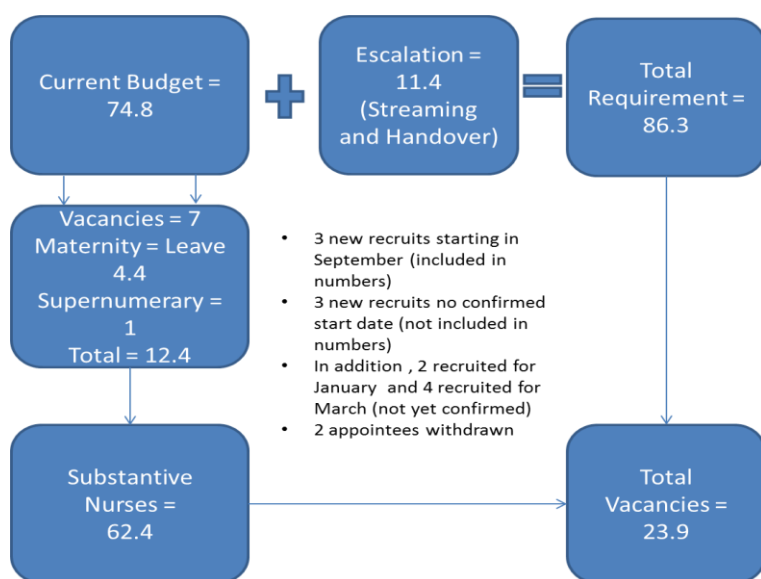 Current Budget =
74.8
Escalation =
11.4
(Streaming
and Handover)
Total
Requirement =
86.3
Vacancies = 7
Maternity = Leave
4.4
Supernumerary =
1
Total = 12.4
• 3 new recruits starting in
September (included in
numbers)
• 3 new recruits no confirmed
start date (not included in
numbers)
• In addition , 2 recruited for
January  and 4 recruited for
March (not yet confirmed)
• 2 appointees withdrawn
Substantive
Nurses =
62.4
Total
Vacancies =
23.9